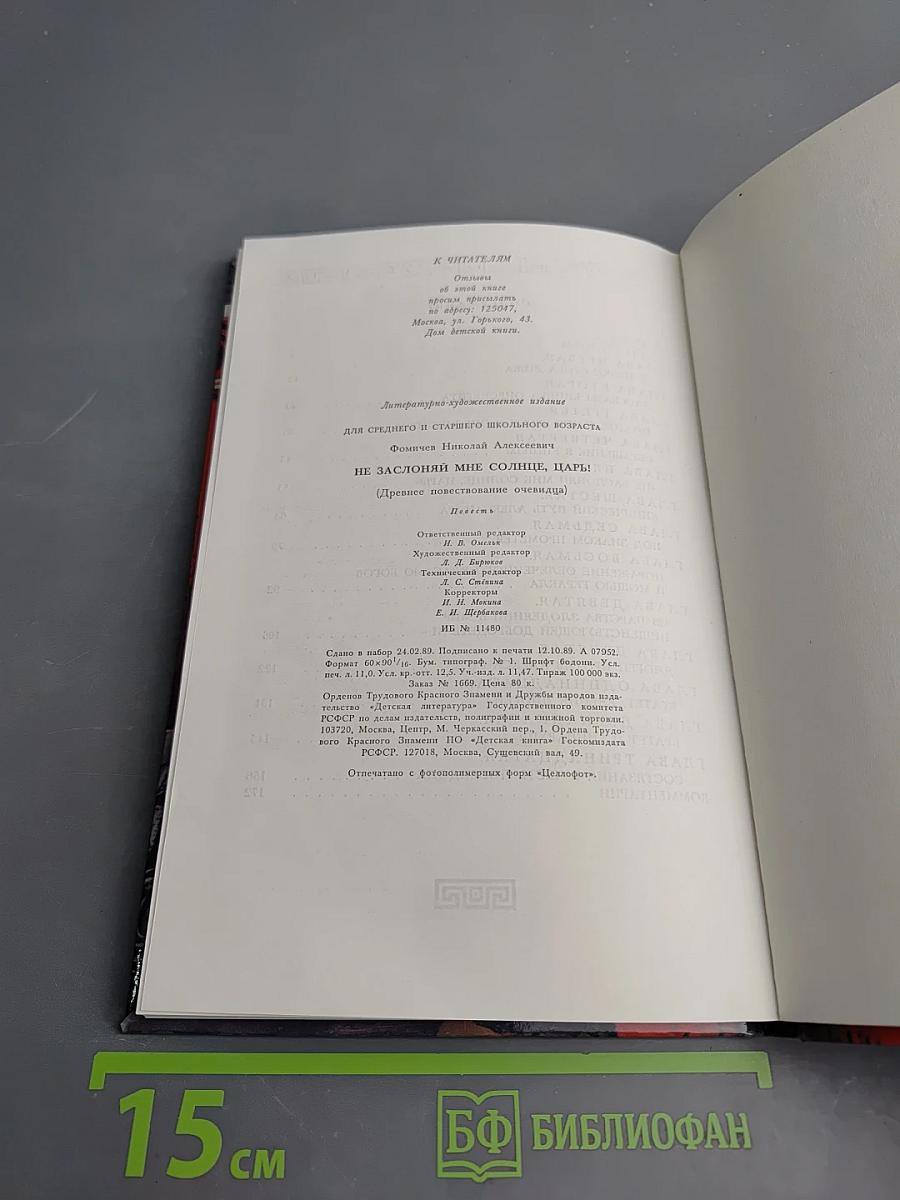 К ЧИТАТЕЛЯМ
Отзывы
об этой книге
просим присылать
по адресу: 125047,
Москва, ул. Горького, 43.
Дом детской книги.
Литературно-художественное издание
ДЛЯ СРЕДНЕГО И СТАРШЕГО ШКОЛЬНОГО ВОЗРАСТА
Фомичев Николай Алексеевич
НЕ ЗАСЛОНЯЙ МНЕ СОЛНЦЕ, ЦАРЬ!
(Древнее повествование очевидца)
Повесть
Ответственный редактор
И. В. Омельк
Художественный редактор
Л. Д. Бирюков
Технический редактор
Л. С. Стёпина
Корректоры
И. Н. Мокина
Е. И. Щербакова
ИБ № 11480
Сдано в набор 24.02.89. Подписано к печати 12.10.89. А 07952.
Формат 60×90 1/16. Бум. типограф. № 1. Шрифт бодони. Усл.
печ. л. 11,0. Усл. кр.-отт. 12,5. Уч.-изд. л. 11,47. Тираж 100 000 экз.
Заказ № 1669. Цена 80 к.
Орденов Трудового Красного Знамени и Дружбы народов изда-
тельство «Детская литература» Государственного комитета
РСФСР по делам издательств, полиграфии и книжной торговли.
103720, Москва, Центр, М. Черкасский пер., 1. Ордена Трудо-
вого Красного Знамени ПО «Детская книга» Госкомиздата
РСФСР. 127018, Москва, Сущевский вал, 49.
Отпечатано с фотополимерных форм «Целлофот».
15 см
БФ БИБЛИОФАН